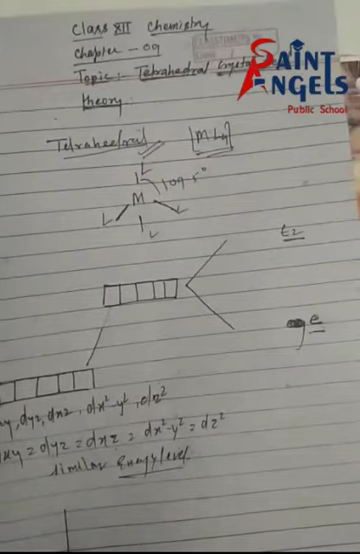 Class XII Chemistry
Chapter - 09
Topic: Tetrahedral Crystal
theory.
SAINT
ANGELS
Public School
Tetrahedral [ML4]
L
109.5°
M
L L
L
t2
e
dyz, dxz, dx²-y², dz²
dxy = dyz = dxz = dx²-y² = dz²
similar Energy level